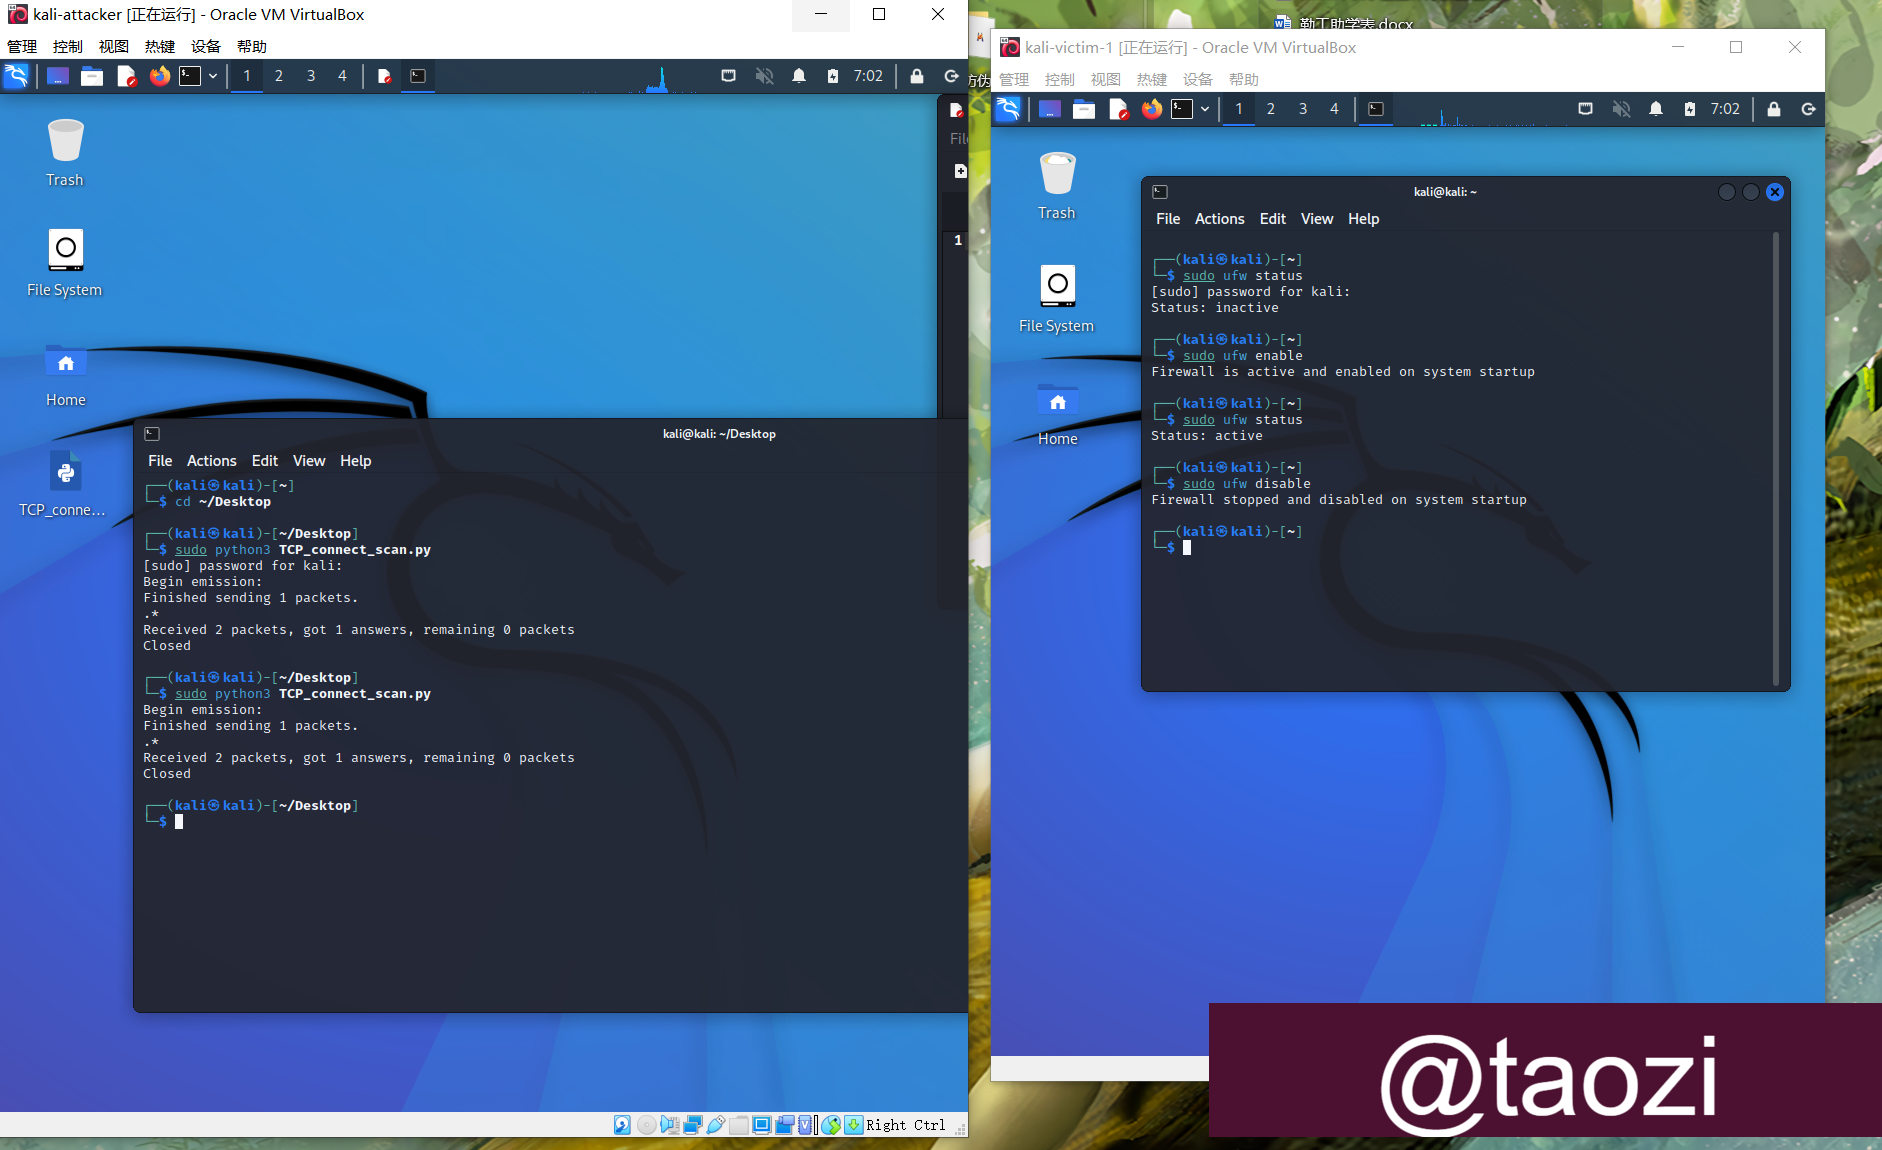 kali-attacker [正在运行] - Oracle VM VirtualBox
管理 控制 视图 热键 设备 帮助
1 2 3 4 7:02
Trash
File System
Home
TCP_conne...
File
1
kali@kali: ~/Desktop
File Actions Edit View Help
┌──(kali㉿kali)-[~]
└─$ cd ~/Desktop
┌──(kali㉿kali)-[~/Desktop]
└─$ sudo python3 TCP_connect_scan.py
[sudo] password for kali:
Begin emission:
Finished sending 1 packets.
.*
Received 2 packets, got 1 answers, remaining 0 packets
Closed
┌──(kali㉿kali)-[~/Desktop]
└─$ sudo python3 TCP_connect_scan.py
Begin emission:
Finished sending 1 packets.
.*
Received 2 packets, got 1 answers, remaining 0 packets
Closed
┌──(kali㉿kali)-[~/Desktop]
└─$
Right Ctrl
勤工助学表.docx
防伪
kali-victim-1 [正在运行] - Oracle VM VirtualBox
管理 控制 视图 热键 设备 帮助
1 2 3 4 7:02
Trash
File System
Home
kali@kali: ~
File Actions Edit View Help
┌──(kali㉿kali)-[~]
└─$ sudo ufw status
[sudo] password for kali:
Status: inactive
┌──(kali㉿kali)-[~]
└─$ sudo ufw enable
Firewall is active and enabled on system startup
┌──(kali㉿kali)-[~]
└─$ sudo ufw status
Status: active
┌──(kali㉿kali)-[~]
└─$ sudo ufw disable
Firewall stopped and disabled on system startup
┌──(kali㉿kali)-[~]
└─$
@taozi